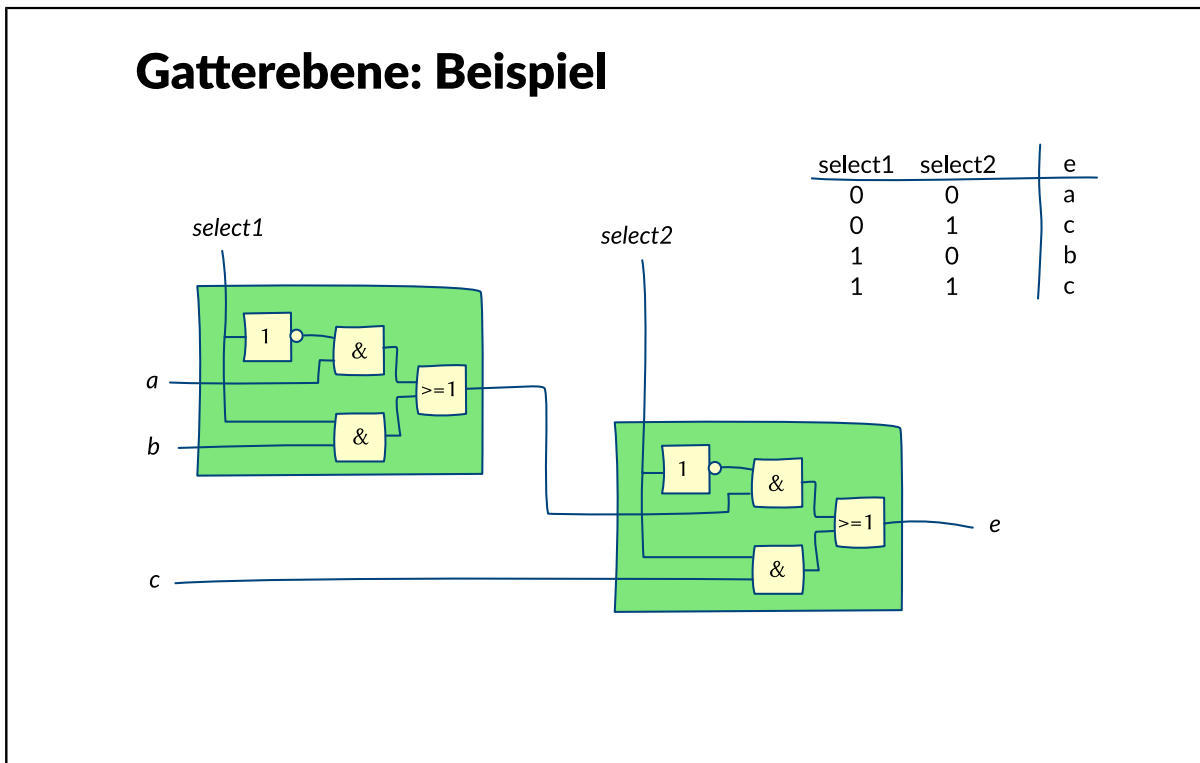 Gatterebene: Beispiel
select1 select2 e
0 0 a
0 1 c
1 0 b
1 1 c
select1
select2
1
&
>=1
a
&
b
1
&
>=1
e
&
c